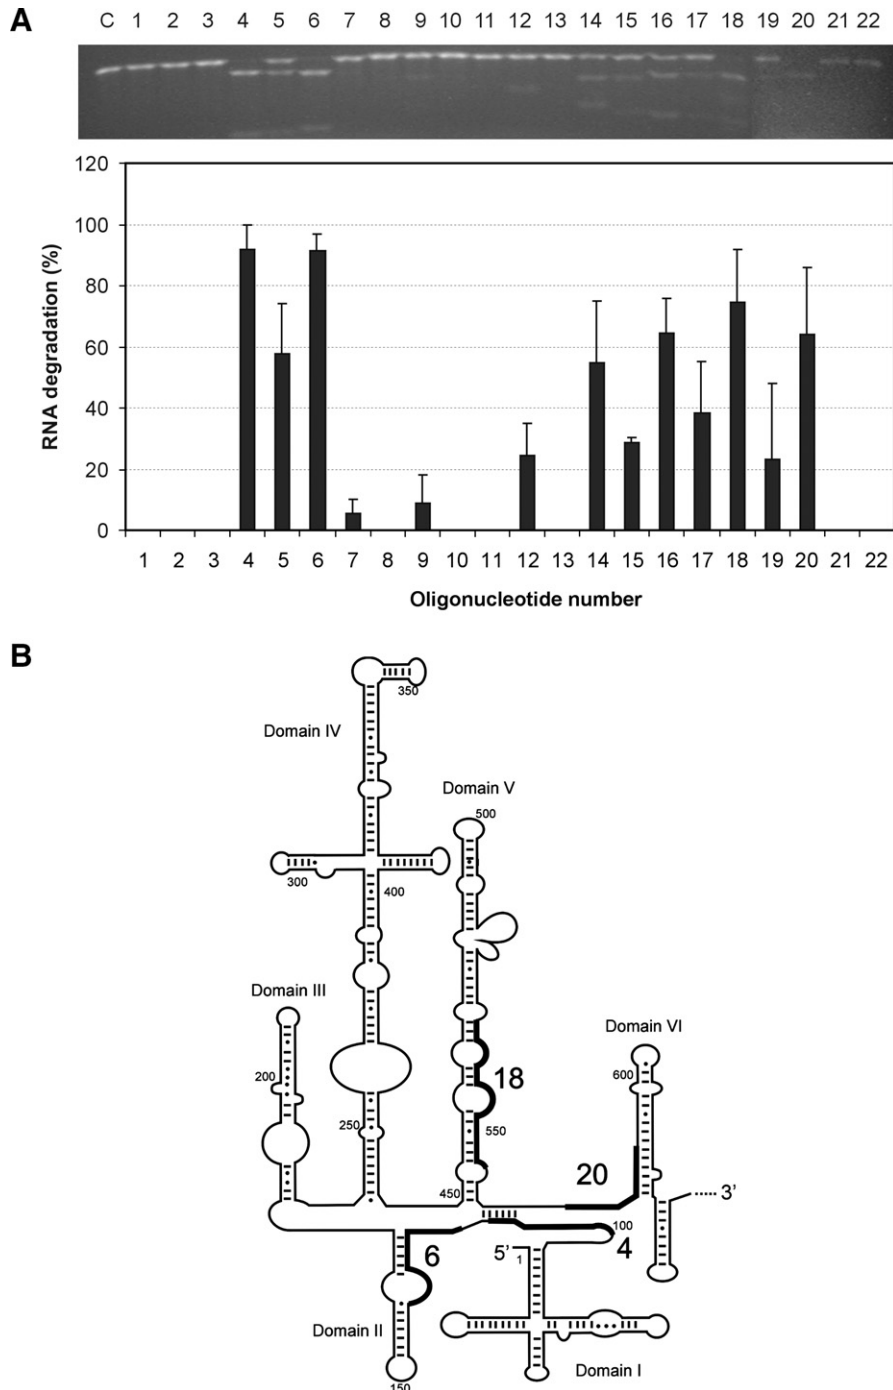 A
C 1 2 3 4 5 6 7 8 9 10 11 12 13 14 15 16 17 18 19 20 21 22
120
100
80
60
40
20
0
RNA degradation (%)
1 2 3 4 5 6 7 8 9 10 11 12 13 14 15 16 17 18 19 20 21 22
Oligonucleotide number
B
350
Domain IV
Domain V
500
300
400
Domain III
Domain VI
200
600
18
250
550
20
450
3'
100
6
5'
1
4
Domain II
Domain I
150